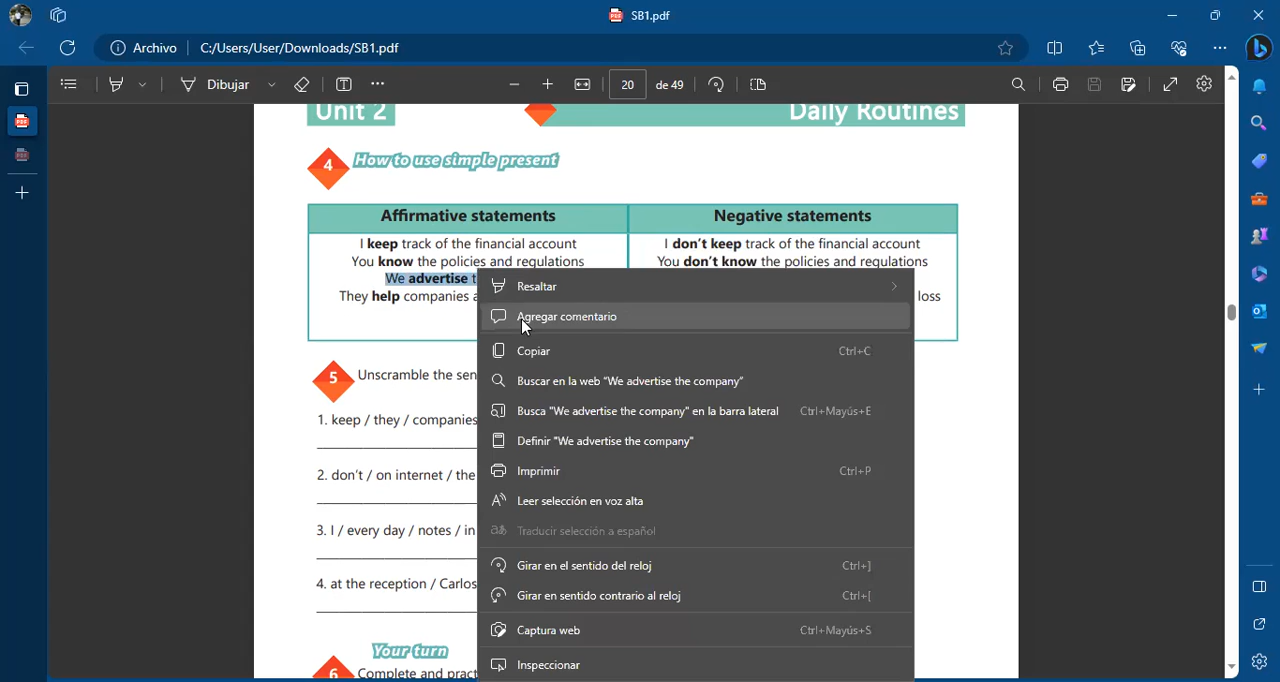 SB1.pdf
Archivo C:/Users/User/Downloads/SB1.pdf
Dibujar 20 de 49
Unit 2 Daily Routines
4 How to use simple present
Affirmative statements Negative statements
I keep track of the financial account I don't keep track of the financial account
You know the policies and regulations You don't know the policies and regulations
We advertise t
They help companies a loss
Resaltar
Agregar comentario
Copiar Ctrl+C
Buscar en la web "We advertise the company"
Busca "We advertise the company" en la barra lateral Ctrl+Mayús+E
Definir "We advertise the company"
Imprimir Ctrl+P
Leer selección en voz alta
Traducir selección a español
Girar en el sentido del reloj Ctrl+]
Girar en sentido contrario al reloj Ctrl+[
Captura web Ctrl+Mayús+S
Inspeccionar
5 Unscramble the sen
1. keep / they / companies
2. don't / on internet / the
3. I / every day / notes / in
4. at the reception / Carlos
Your turn
6 Complete and pract